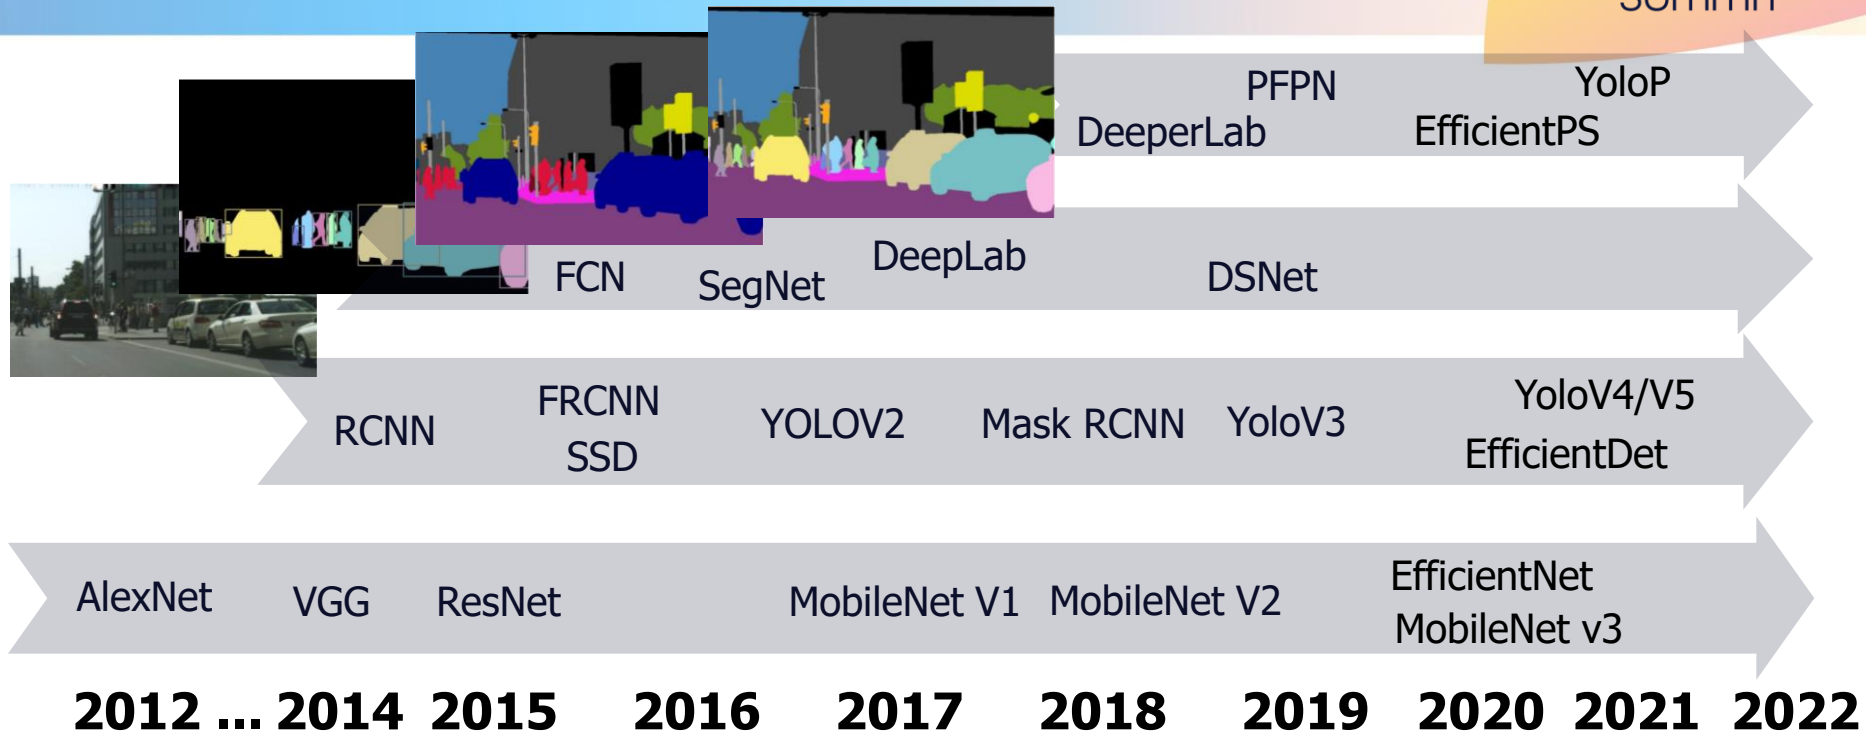 PFPN
YoloP
DeeperLab
EfficientPS
FCN
SegNet
DeepLab
DSNet
RCNN
FRCNN
SSD
YOLOV2
Mask RCNN
YoloV3
YoloV4/V5
EfficientDet
AlexNet
VGG
ResNet
MobileNet V1
MobileNet V2
EfficientNet
MobileNet v3
2012 ... 2014 2015 2016 2017 2018 2019 2020 2021 2022